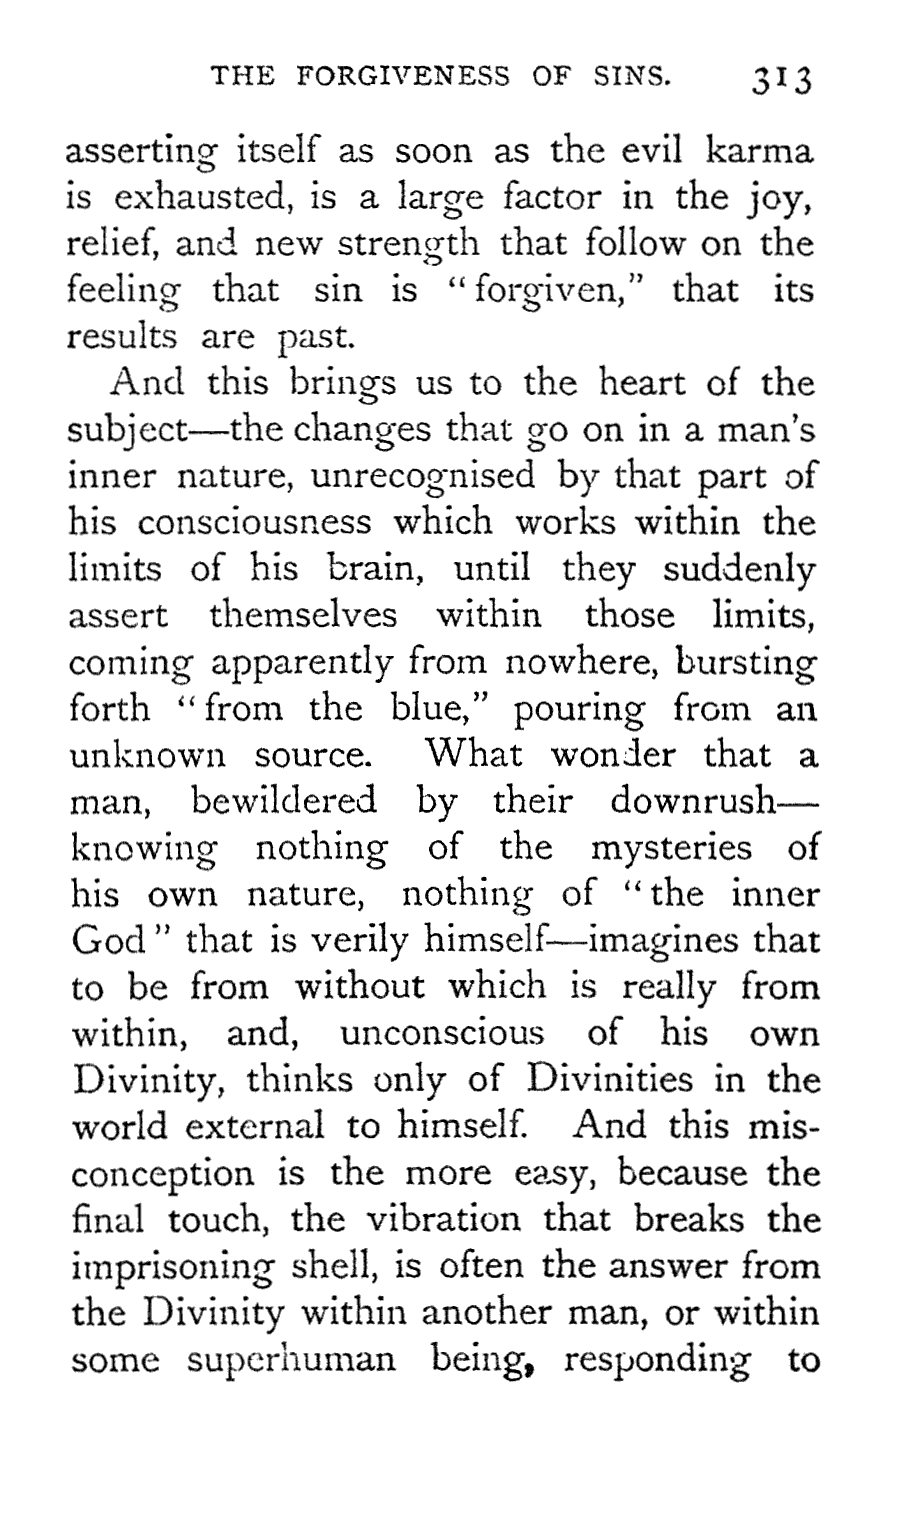 THE FORGIVENESS OF SINS. 313
asserting itself as soon as the evil karma
is exhausted, is a large factor in the joy,
relief, and new strength that follow on the
feeling that sin is “forgiven,” that its
results are past.
And this brings us to the heart of the
subject—the changes that go on in a man’s
inner nature, unrecognised by that part of
his consciousness which works within the
limits of his brain, until they suddenly
assert themselves within those limits,
coming apparently from nowhere, bursting
forth “from the blue,” pouring from an
unknown source. What wonder that a
man, bewildered by their downrush—
knowing nothing of the mysteries of
his own nature, nothing of “the inner
God” that is verily himself—imagines that
to be from without which is really from
within, and, unconscious of his own
Divinity, thinks only of Divinities in the
world external to himself. And this mis-
conception is the more easy, because the
final touch, the vibration that breaks the
imprisoning shell, is often the answer from
the Divinity within another man, or within
some superhuman being, responding to